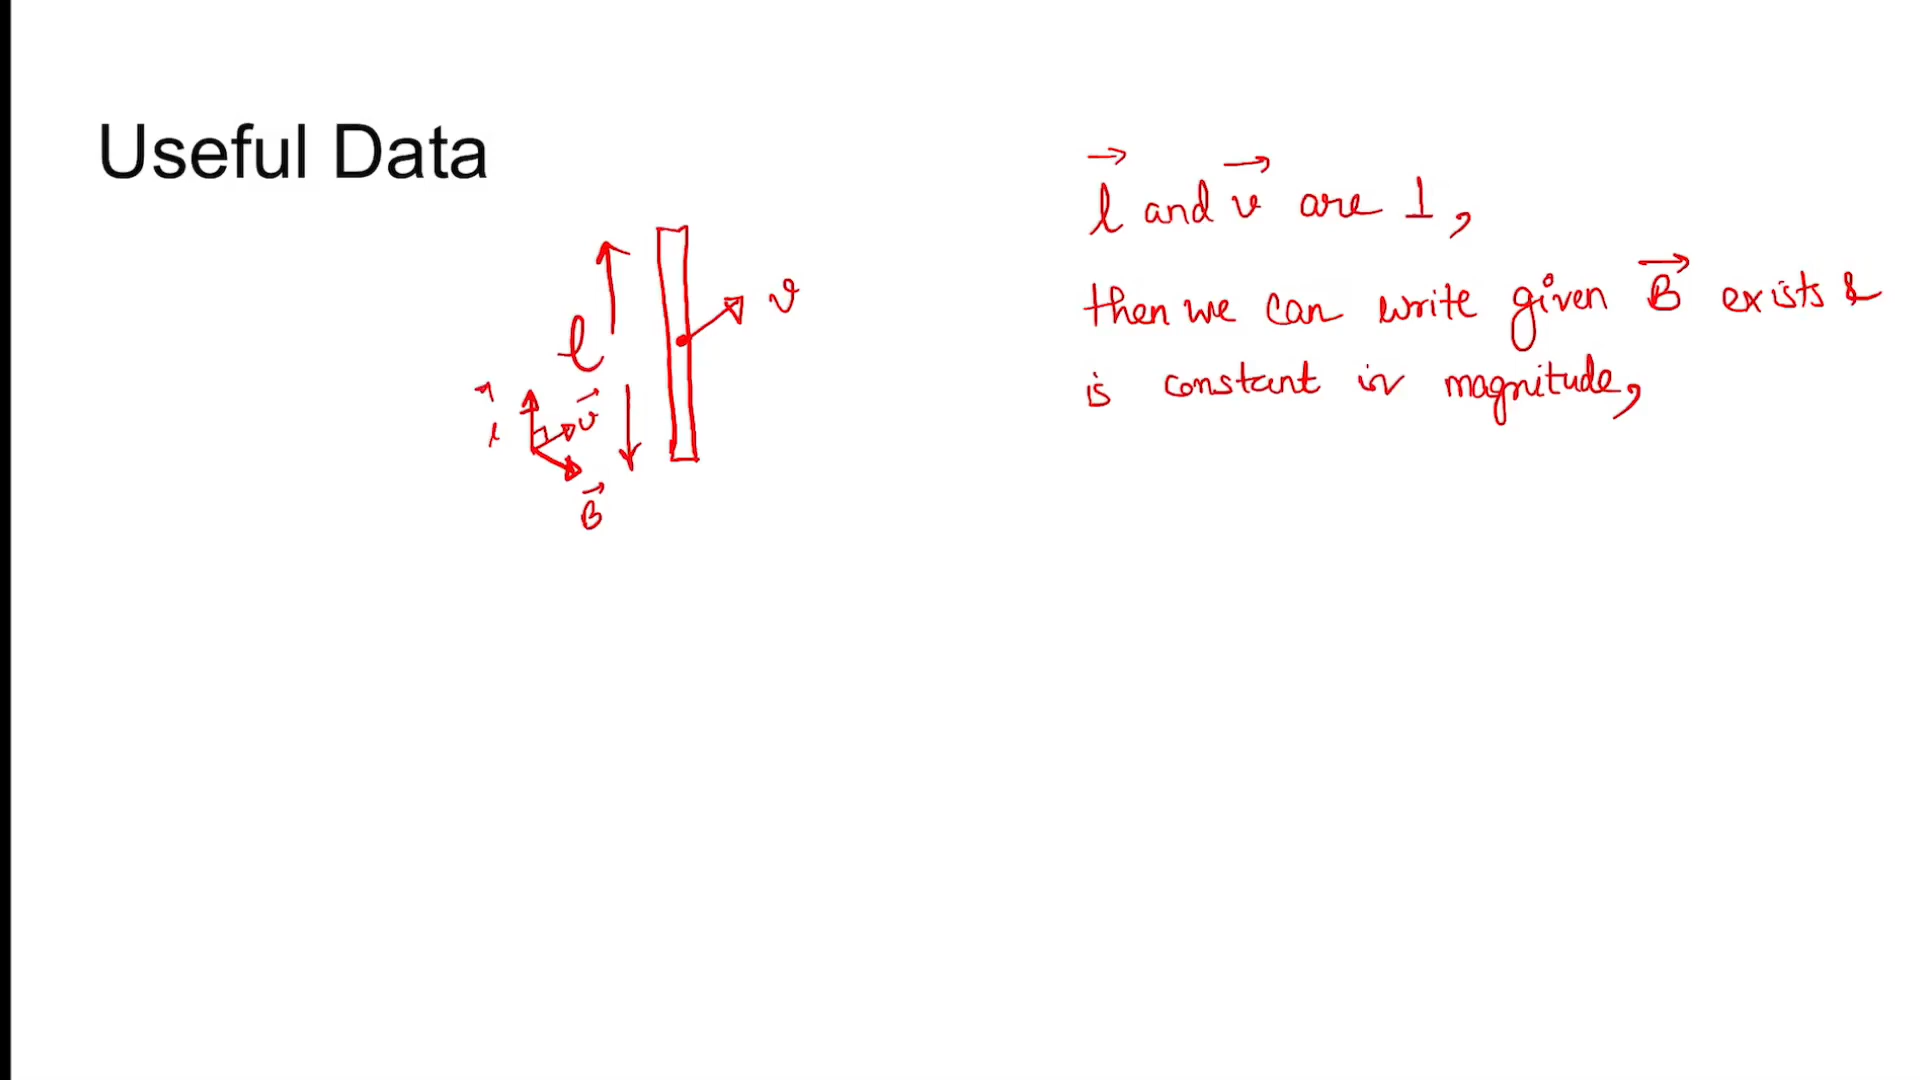 Useful Data
l and v are ⊥,
then we can write given B exists &
is constant in magnitude,
v
l
l
v
B